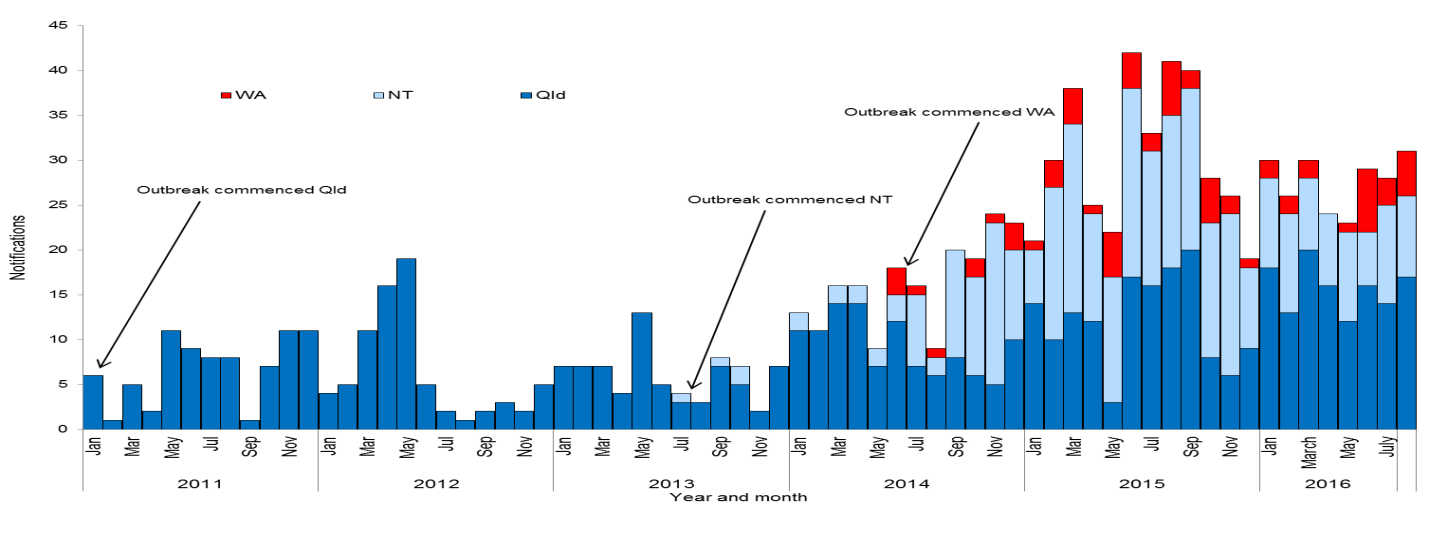 45
40
35
30
25
20
15
10
5
0
Notifications
WA NT Qld
Outbreak commenced Qld
Outbreak commenced NT
Outbreak commenced WA
Jan Mar May Jul Sep Nov Jan Mar May Jul Sep Nov Jan Mar May Jul Sep Nov Jan Mar May Jul Sep Nov Jan Mar May Jul Sep Nov Jan March May July
2011 2012 2013 2014 2015 2016
Year and month